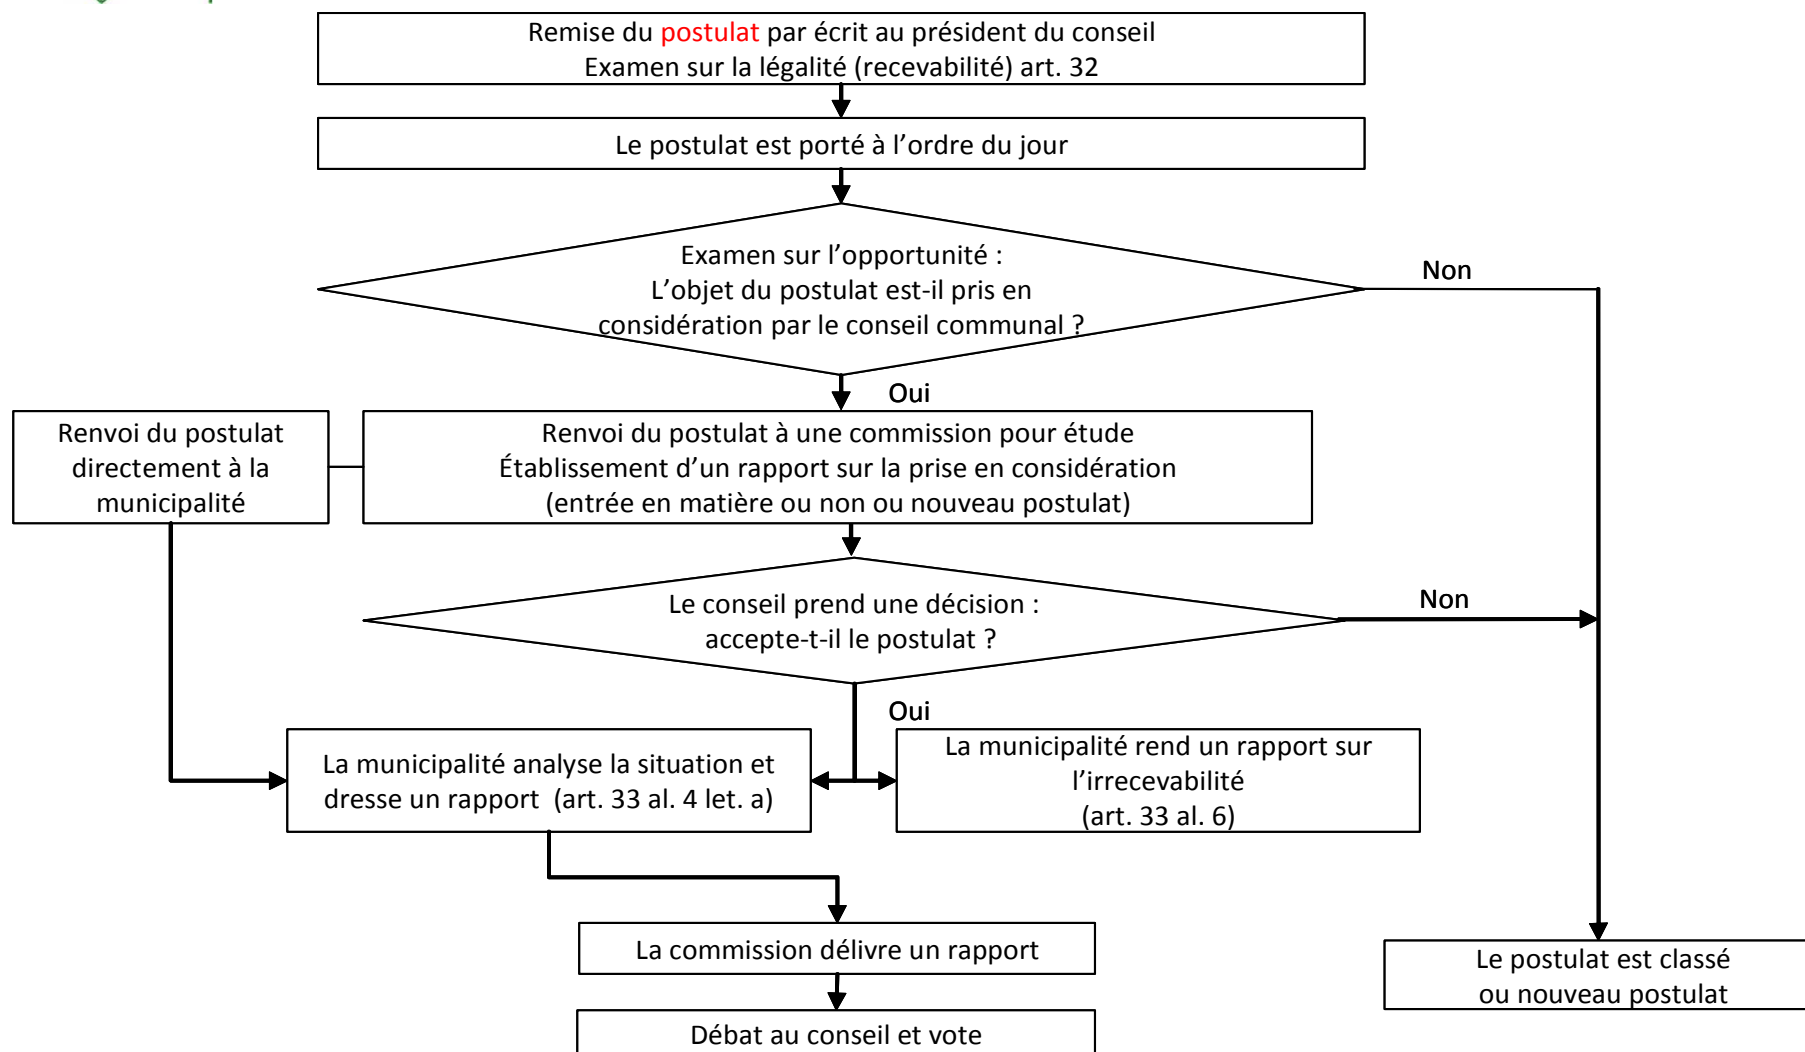 Remise du postulat par écrit au président du conseil
Examen sur la légalité (recevabilité) art. 32
Le postulat est porté à l’ordre du jour
Examen sur l’opportunité :
L’objet du postulat est-il pris en
considération par le conseil communal ?
Non
Oui
Renvoi du postulat
directement à la
municipalité
Renvoi du postulat à une commission pour étude
Établissement d’un rapport sur la prise en considération
(entrée en matière ou non ou nouveau postulat)
Le conseil prend une décision :
accepte-t-il le postulat ?
Non
Oui
La municipalité analyse la situation et
dresse un rapport  (art. 33 al. 4 let. a)
La municipalité rend un rapport sur
l’irrecevabilité
(art. 33 al. 6)
La commission délivre un rapport
Le postulat est classé
ou nouveau postulat
Débat au conseil et vote